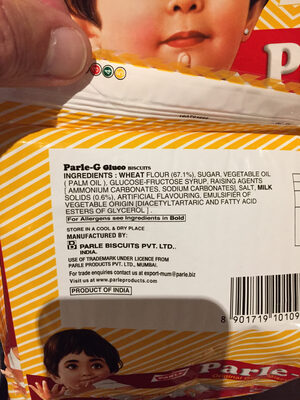 P
Parle-G Gluco BISCUITS
INGREDIENTS : WHEAT FLOUR (67.1%), SUGAR, VEGETABLE OIL
( PALM OIL ), GLUCOSE-FRUCTOSE SYRUP, RAISING AGENTS
[ AMMONIUM CARBONATES, SODIUM CARBONATES], SALT, MILK
SOLIDS (0.6%), ARTIFICIAL FLAVOURING, EMULSIFIER OF
VEGETABLE ORIGIN [DIACETYLTARTARIC AND FATTY ACID
ESTERS OF GLYCEROL ] .
For Allergens see Ingredients in Bold
STORE IN A COOL & DRY PLACE
MANUFACTURED BY:
PARLE BISCUITS PVT. LTD..
INDIA.
USE OF TRADEMARK UNDER LICENCE FROM
PARLE PRODUCTS PVT. LTD., MUMBAI.
For trade enquiries contact us at export-mum@parle.biz
Visit us at www.parleproducts.com
PRODUCT OF INDIA
8 901719 10109
PARLE
Parle-